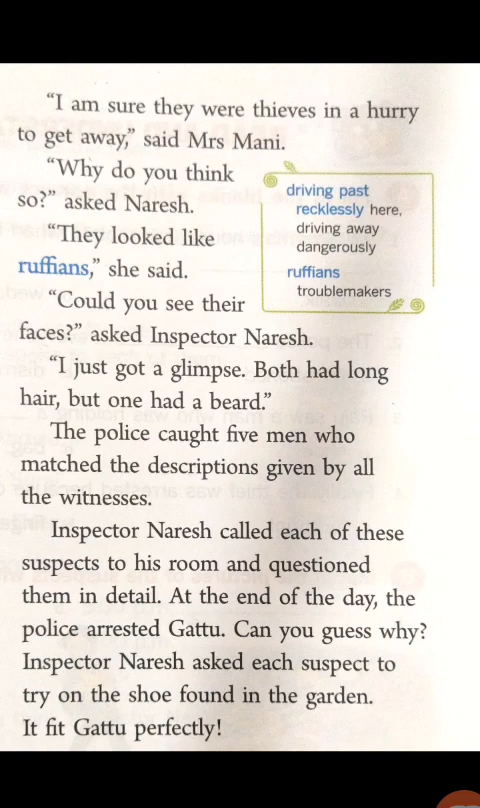 “I am sure they were thieves in a hurry
to get away,” said Mrs Mani.
“Why do you think
so?” asked Naresh.
“They looked like
ruffians,” she said.
“Could you see their
faces?” asked Inspector Naresh.
“I just got a glimpse. Both had long
hair, but one had a beard.”
The police caught five men who
matched the descriptions given by all
the witnesses.
Inspector Naresh called each of these
suspects to his room and questioned
them in detail. At the end of the day, the
police arrested Gattu. Can you guess why?
Inspector Naresh asked each suspect to
try on the shoe found in the garden.
It fit Gattu perfectly!
driving past
recklessly here,
driving away
dangerously
ruffians
troublemakers